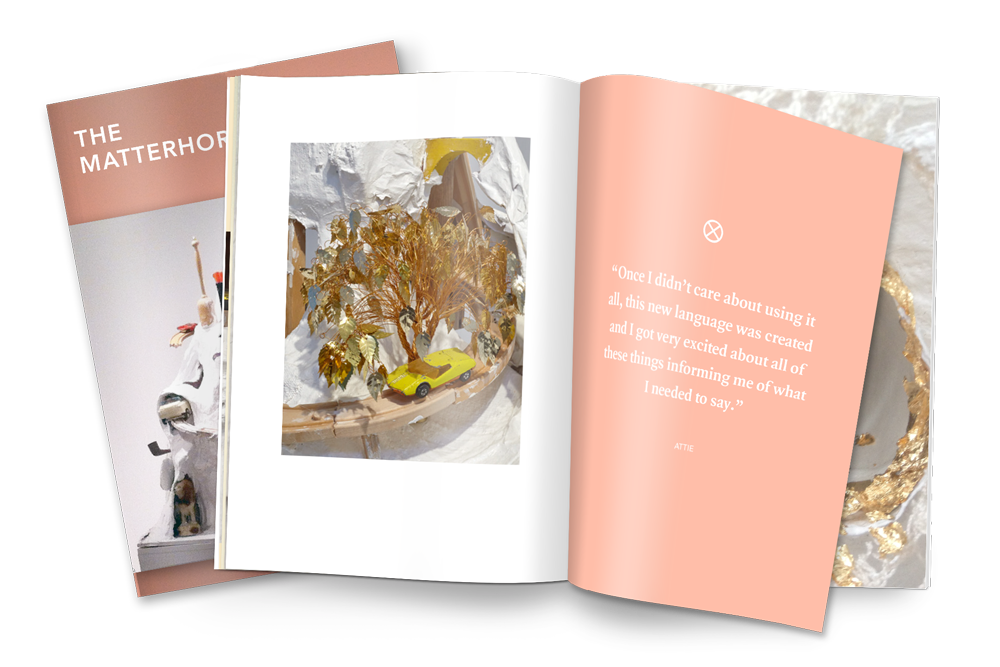 THE
MATTERHOR
“Once I didn’t care about using it
all, this new language was created
and I got very excited about all of
these things informing me of what
I needed to say.”
ATTIE